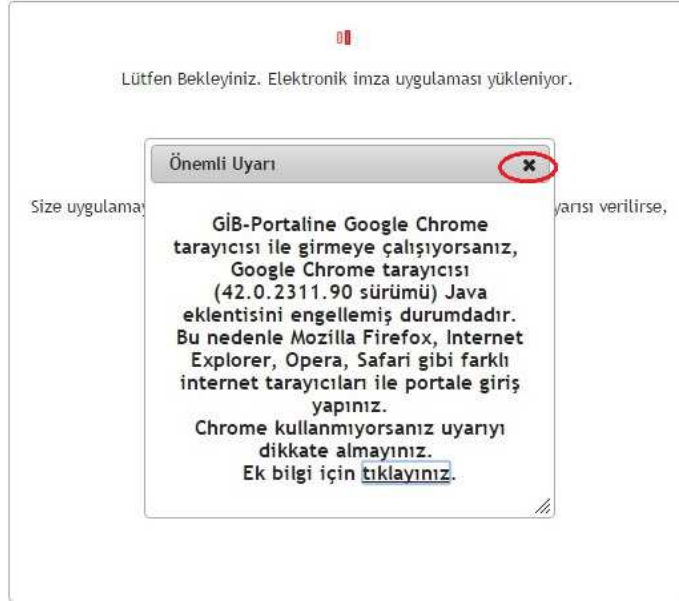 Lütfen Bekleyiniz. Elektronik imza uygulaması yükleniyor.
Önemli Uyarı
Size uygulama
verilirse,
GİB-Portaline Google Chrome
tarayıcısı ile girmeye çalışıyorsanız,
Google Chrome tarayıcısı
(42.0.2311.90 sürümü) Java
eklentisini engellemiş durumdadır.
Bu nedenle Mozilla Firefox, Internet
Explorer, Opera, Safari gibi farklı
internet tarayıcıları ile portale giriş
yapınız.
Chrome kullanmıyorsanız uyarıyı
dikkate almayınız.
Ek bilgi için tıklayınız.